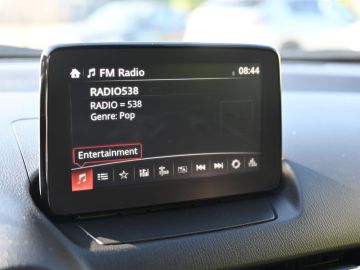 FM Radio
08:44
RADIO538
RADIO = 538
Genre: Pop
Entertainment